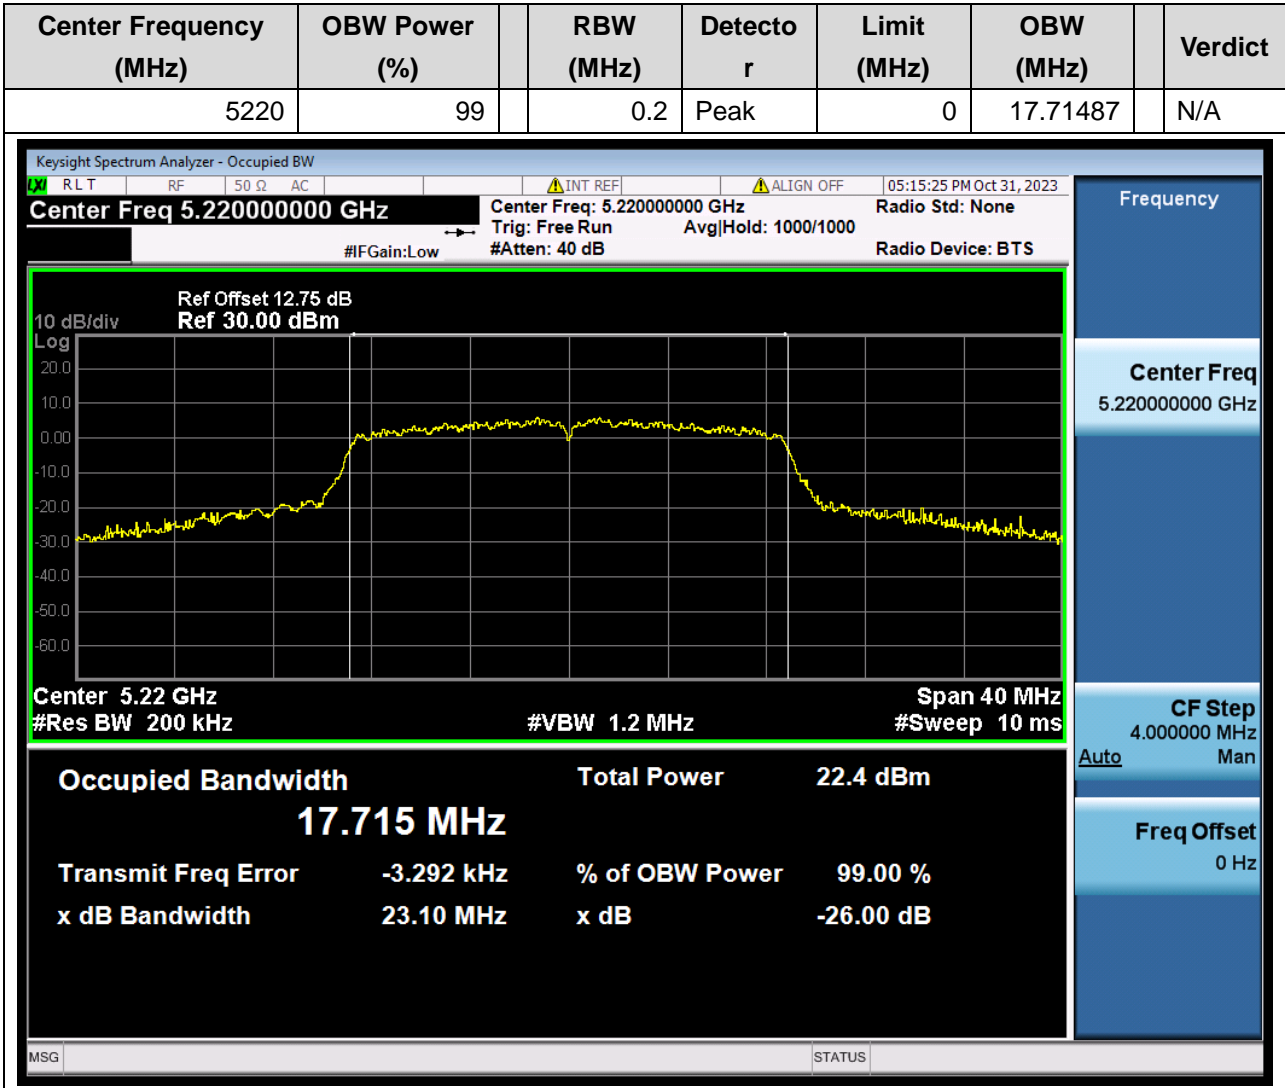 Center Frequency OBW Power RBW Detecto Limit OBW Verdict
(MHz) (%) (MHz) r (MHz) (MHz)
5220 99 0.2 Peak 0 17.71487 N/A
Keysight Spectrum Analyzer - Occupied BW
LXI RLT RF 50 Ω AC INT REF ALIGN OFF 05:15:25 PM Oct 31, 2023
Center Freq 5.220000000 GHz Center Freq: 5.220000000 GHz Radio Std: None
Trig: Free Run Avg|Hold: 1000/1000
#IFGain:Low #Atten: 40 dB Radio Device: BTS
Ref Offset 12.75 dB
10 dB/div Ref 30.00 dBm
Log
20.0
10.0
0.00
-10.0
-20.0
-30.0
-40.0
-50.0
-60.0
Center 5.22 GHz Span 40 MHz
#Res BW 200 kHz #VBW 1.2 MHz #Sweep 10 ms
Occupied Bandwidth Total Power 22.4 dBm
17.715 MHz
Transmit Freq Error -3.292 kHz % of OBW Power 99.00 %
x dB Bandwidth 23.10 MHz x dB -26.00 dB
Frequency
Center Freq
5.220000000 GHz
CF Step
4.000000 MHz
Auto Man
Freq Offset
0 Hz
MSG STATUS